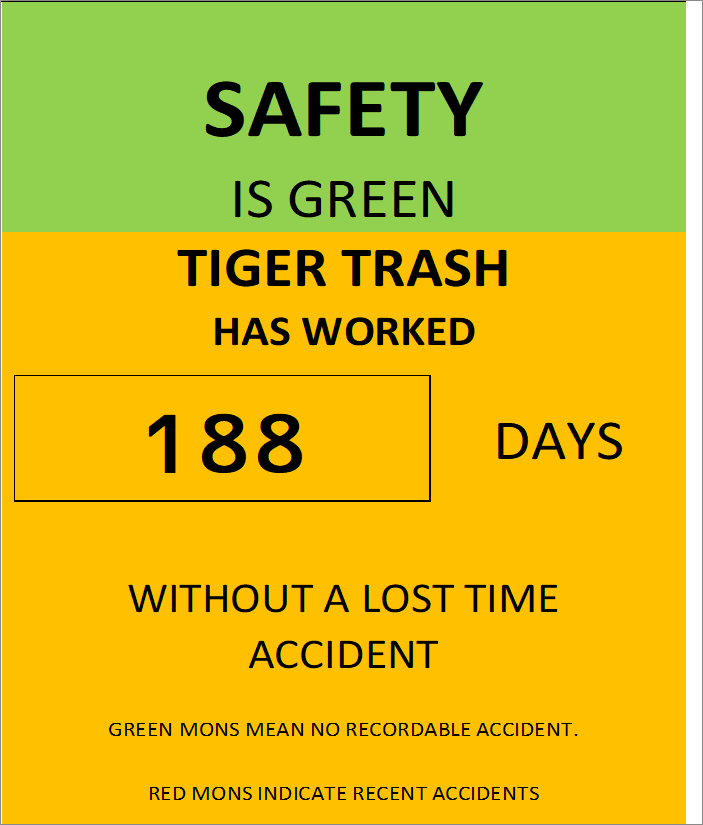 SAFETY
IS GREEN
TIGER TRASH
HAS WORKED
188 DAYS
WITHOUT A LOST TIME
ACCIDENT
GREEN MONS MEAN NO RECORDABLE ACCIDENT.
RED MONS INDICATE RECENT ACCIDENTS